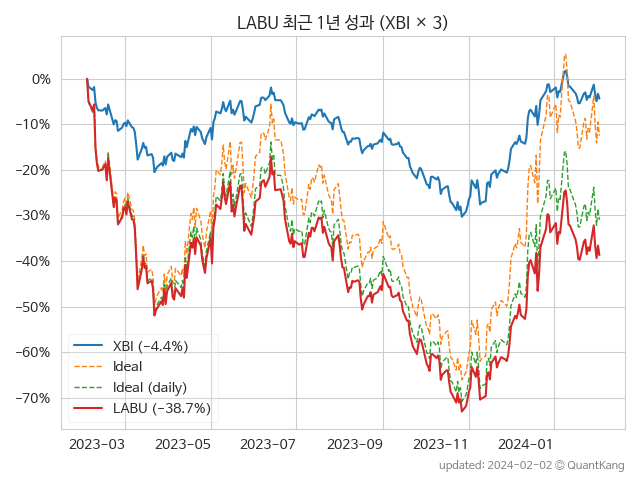 LABU 최근 1년 성과 (XBI × 3)
0%
−10%
−20%
−30%
−40%
−50%
−60%
−70%
XBI (−4.4%)
Ideal
Ideal (daily)
LABU (−38.7%)
2023-03 2023-05 2023-07 2023-09 2023-11 2024-01
updated: 2024-02-02 © QuantKang